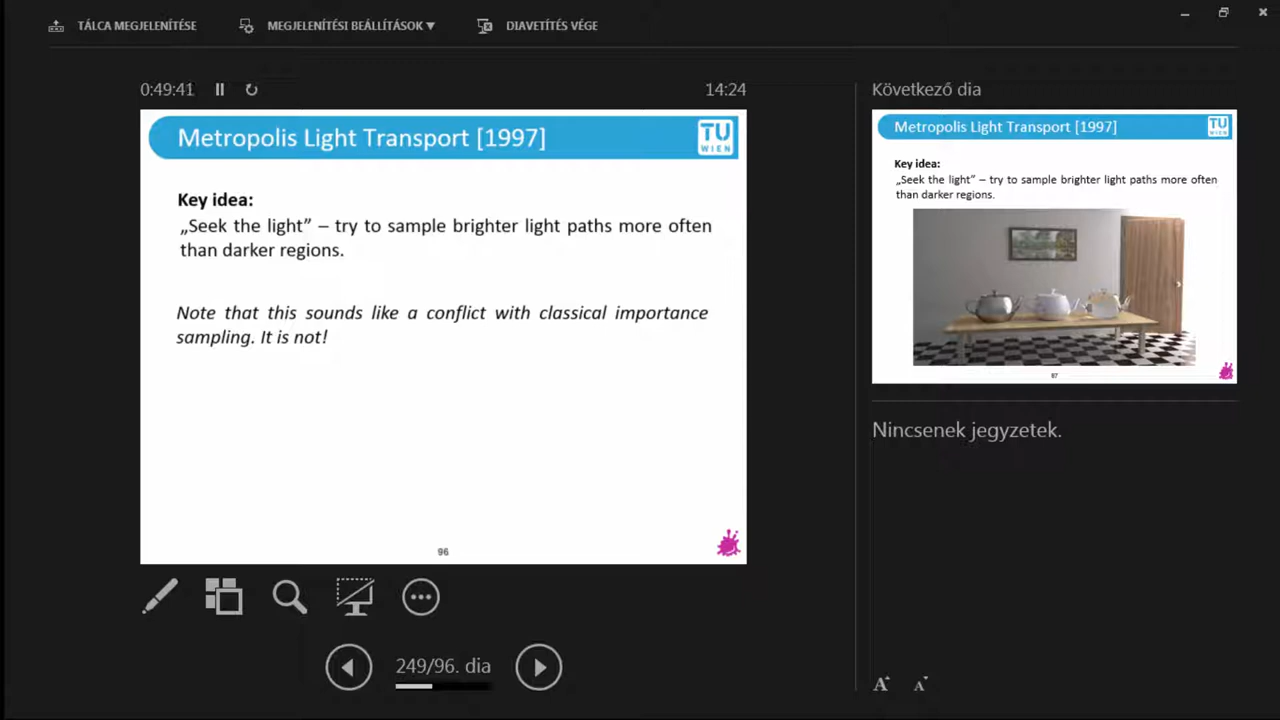 TÁLCA MEGJELENÍTÉSE
MEGJELENÍTÉSI BEÁLLÍTÁSOK ▼
DIAVETÍTÉS VÉGE
0:49:41
14:24
Metropolis Light Transport [1997]
TU
WIEN
Key idea:
„Seek the light” – try to sample brighter light paths more often
than darker regions.
Note that this sounds like a conflict with classical importance
sampling. It is not!
96
249/96. dia
Következő dia
Metropolis Light Transport [1997]
TU
WIEN
Key idea:
„Seek the light” – try to sample brighter light paths more often
than darker regions.
97
Nincsenek jegyzetek.
A A